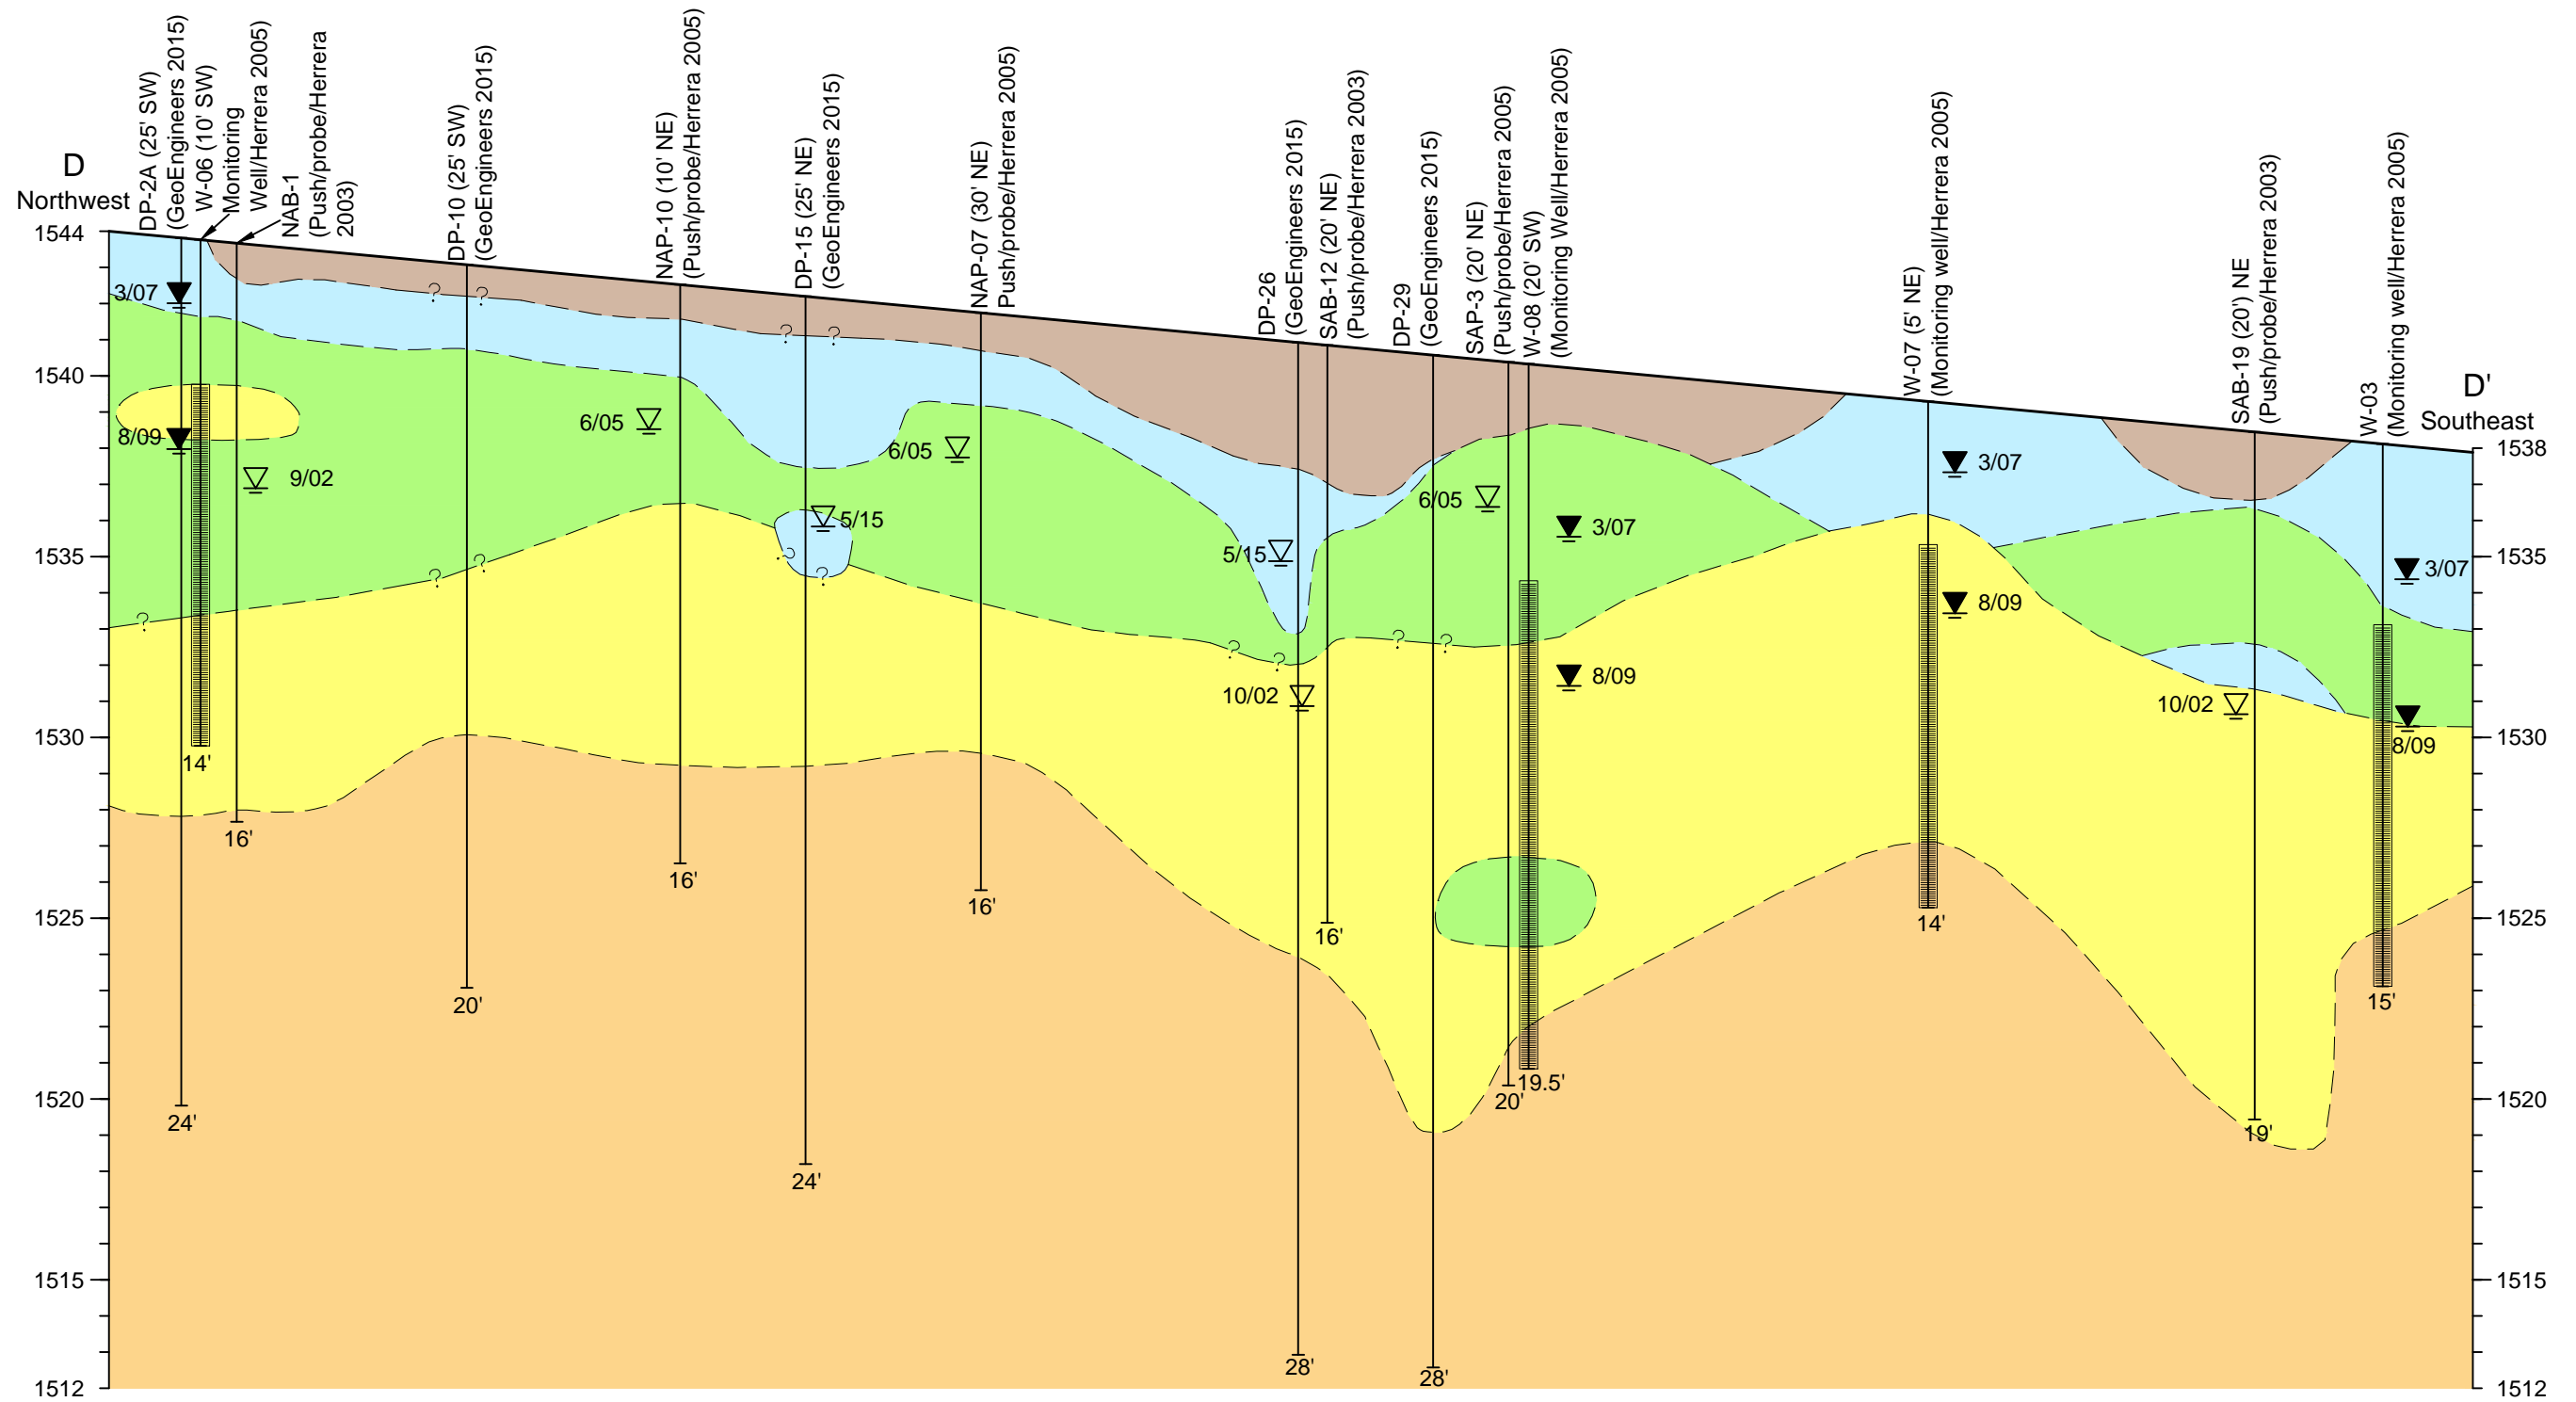 D
Northwest
DP-2A (25' SW)
(GeoEngineers 2015)
W-06 (10' SW)
Monitoring
Well/Herrera 2005)
NAB-1
(Push/probe/Herrera
2003)
DP-10 (25' SW)
(GeoEngineers 2015)
NAP-10 (10' NE)
(Push/probe/Herrera 2005)
DP-15 (25' NE)
(GeoEngineers 2015)
NAP-07 (30' NE)
Push/probe/Herrera 2005)
DP-26
(GeoEngineers 2015)
SAB-12 (20' NE)
(Push/probe/Herrera 2003)
DP-29
(GeoEngineers 2015)
SAP-3 (20' NE)
(Push/probe/Herrera 2005)
W-08 (20' SW)
(Monitoring Well/Herrera 2005)
W-07 (5' NE)
(Monitoring well/Herrera 2005)
SAB-19 (20') NE
(Push/probe/Herrera 2003)
W-03
(Monitoring well/Herrera 2005)
D'
Southeast
1544
1540
1535
1530
1525
1520
1515
1512
1538
1535
1530
1525
1520
1515
1512
3/07
8/09
9/02
6/05
5/15
6/05
5/15
10/02
6/05
3/07
8/09
3/07
8/09
10/02
3/07
8/09
? ?
? ?
? ?
?
?
?
? ?
? ?
14'
16'
24'
20'
16'
24'
16'
28'
16'
28'
20'
19.5'
14'
19'
15'